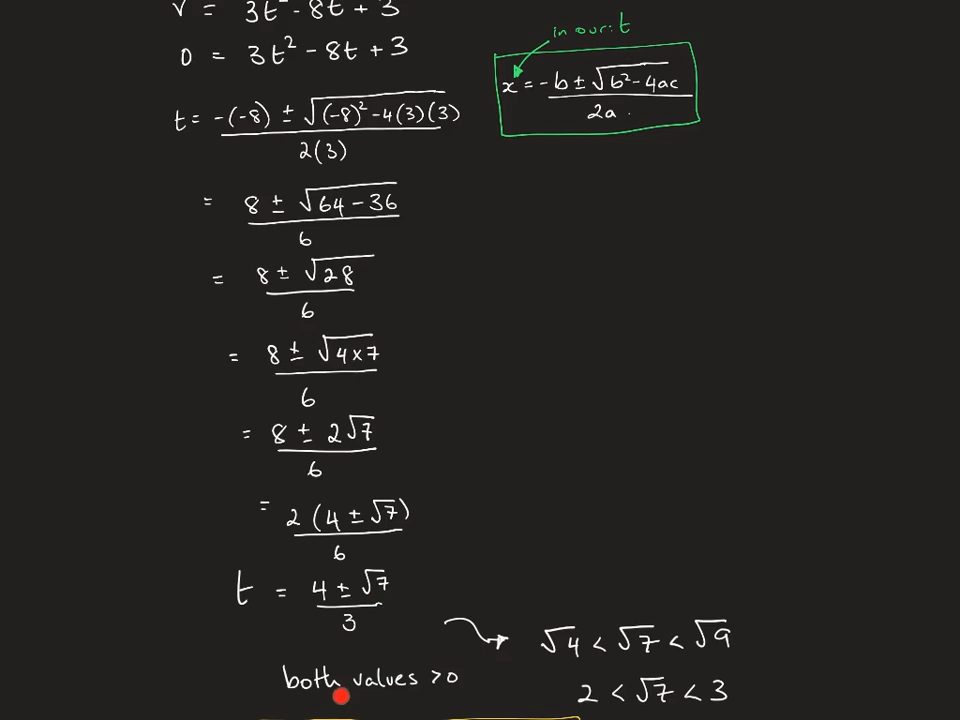 v = 3t² - 8t + 3
0 = 3t² - 8t + 3
in our: t
x = -b ± √b² - 4ac / 2a
t = -(-8) ± √(-8)² - 4(3)(3) / 2(3)
= 8 ± √64 - 36 / 6
= 8 ± √28 / 6
= 8 ± √4×7 / 6
= 8 ± 2√7 / 6
= 2(4 ± √7) / 6
t = 4 ± √7 / 3
√4 < √7 < √9
both values >0
2 < √7 < 3